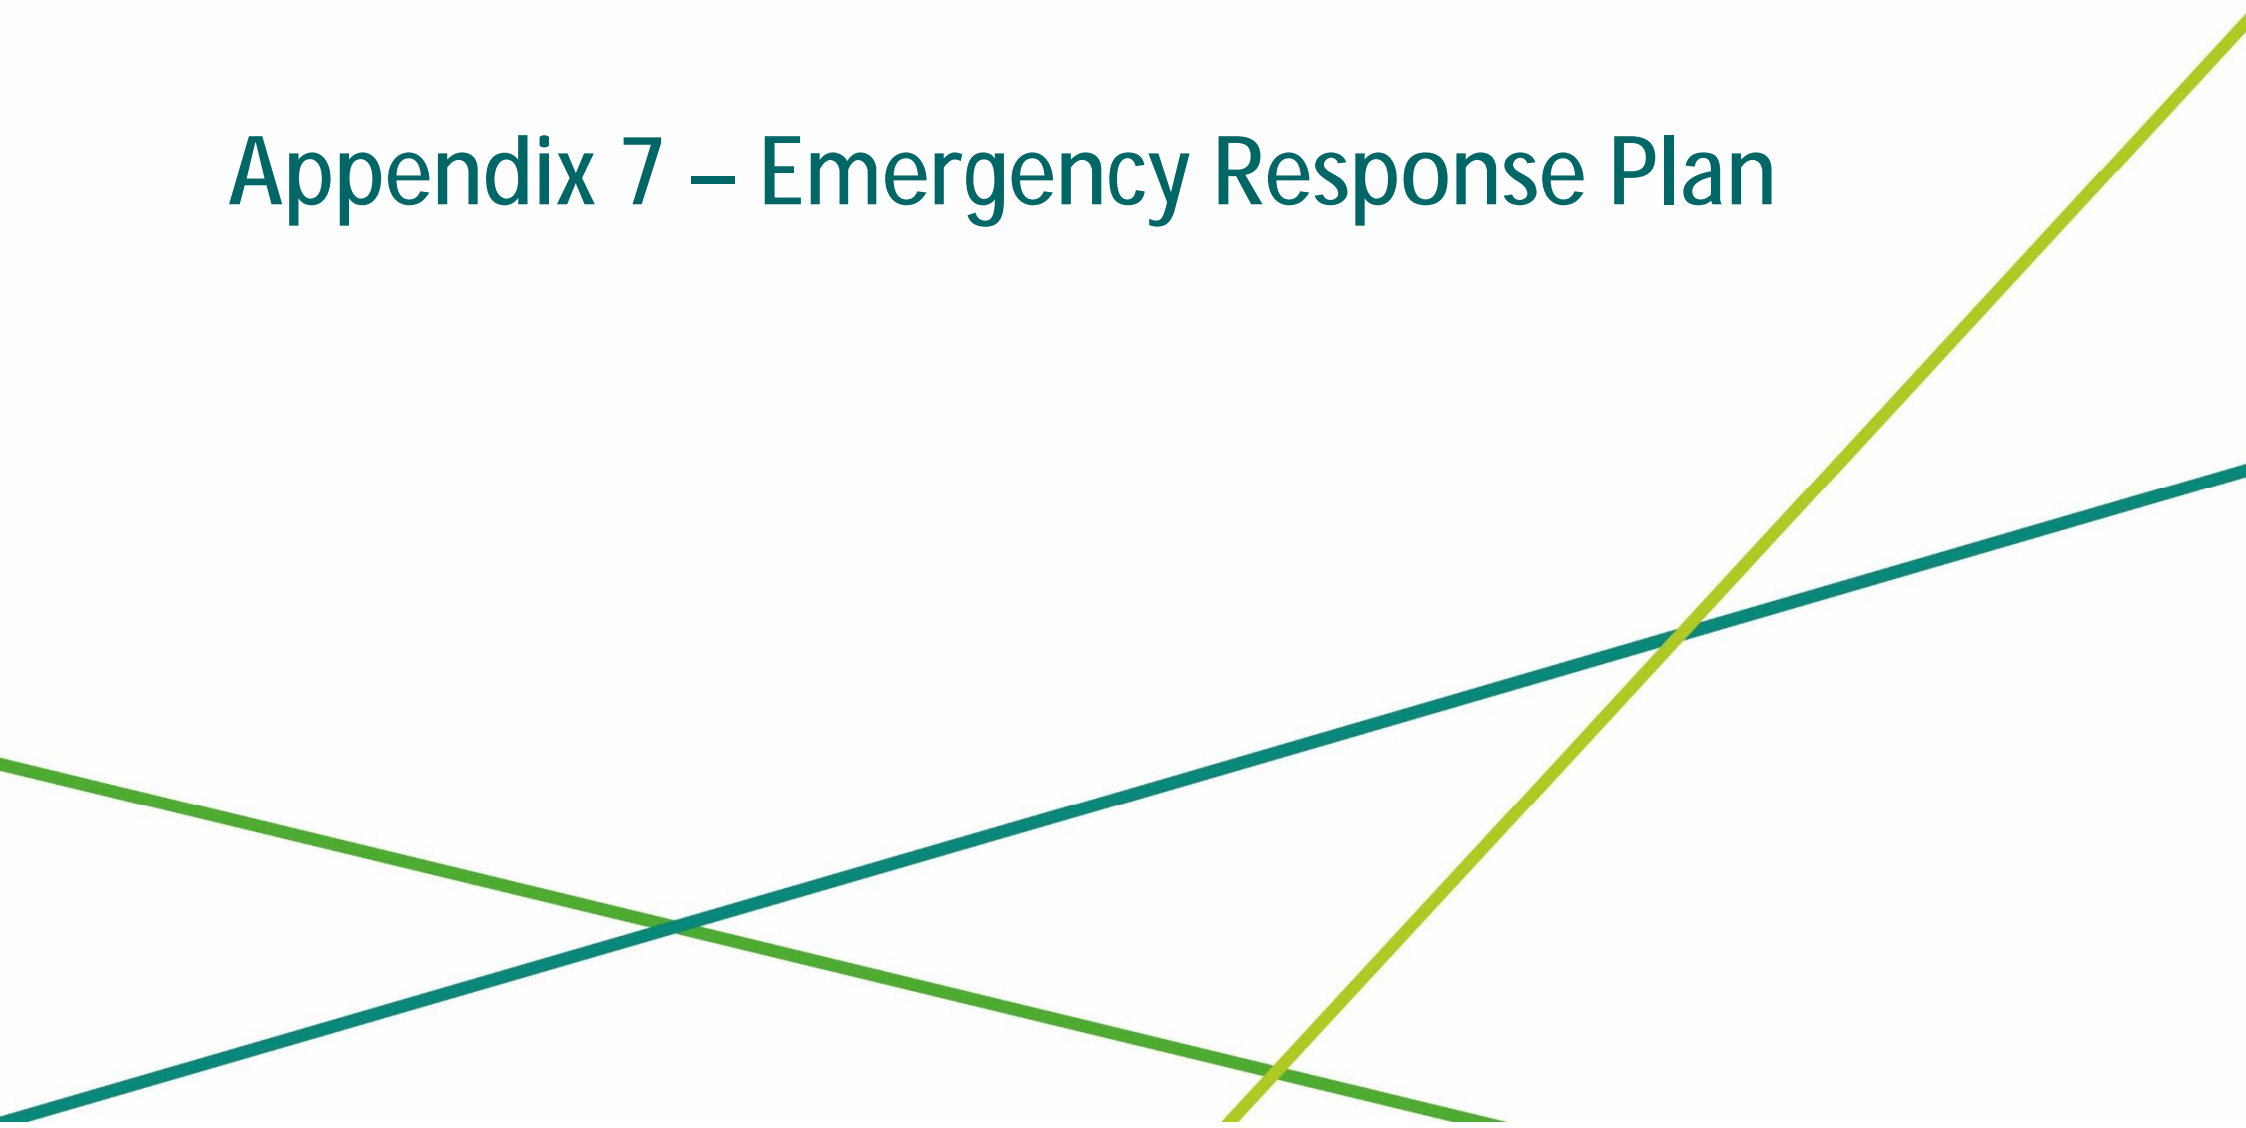 Appendix 7 – Emergency Response Plan